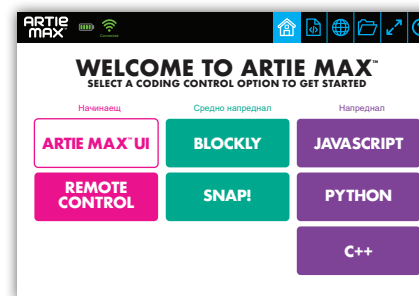 ARTIE
MAX™
Connected
WELCOME TO ARTIE MAX™
SELECT A CODING CONTROL OPTION TO GET STARTED
Начинаещ Средно напреднал Напреднал
ARTIE MAX™ UI BLOCKLY JAVASCRIPT
REMOTE
CONTROL SNAP! PYTHON
C++